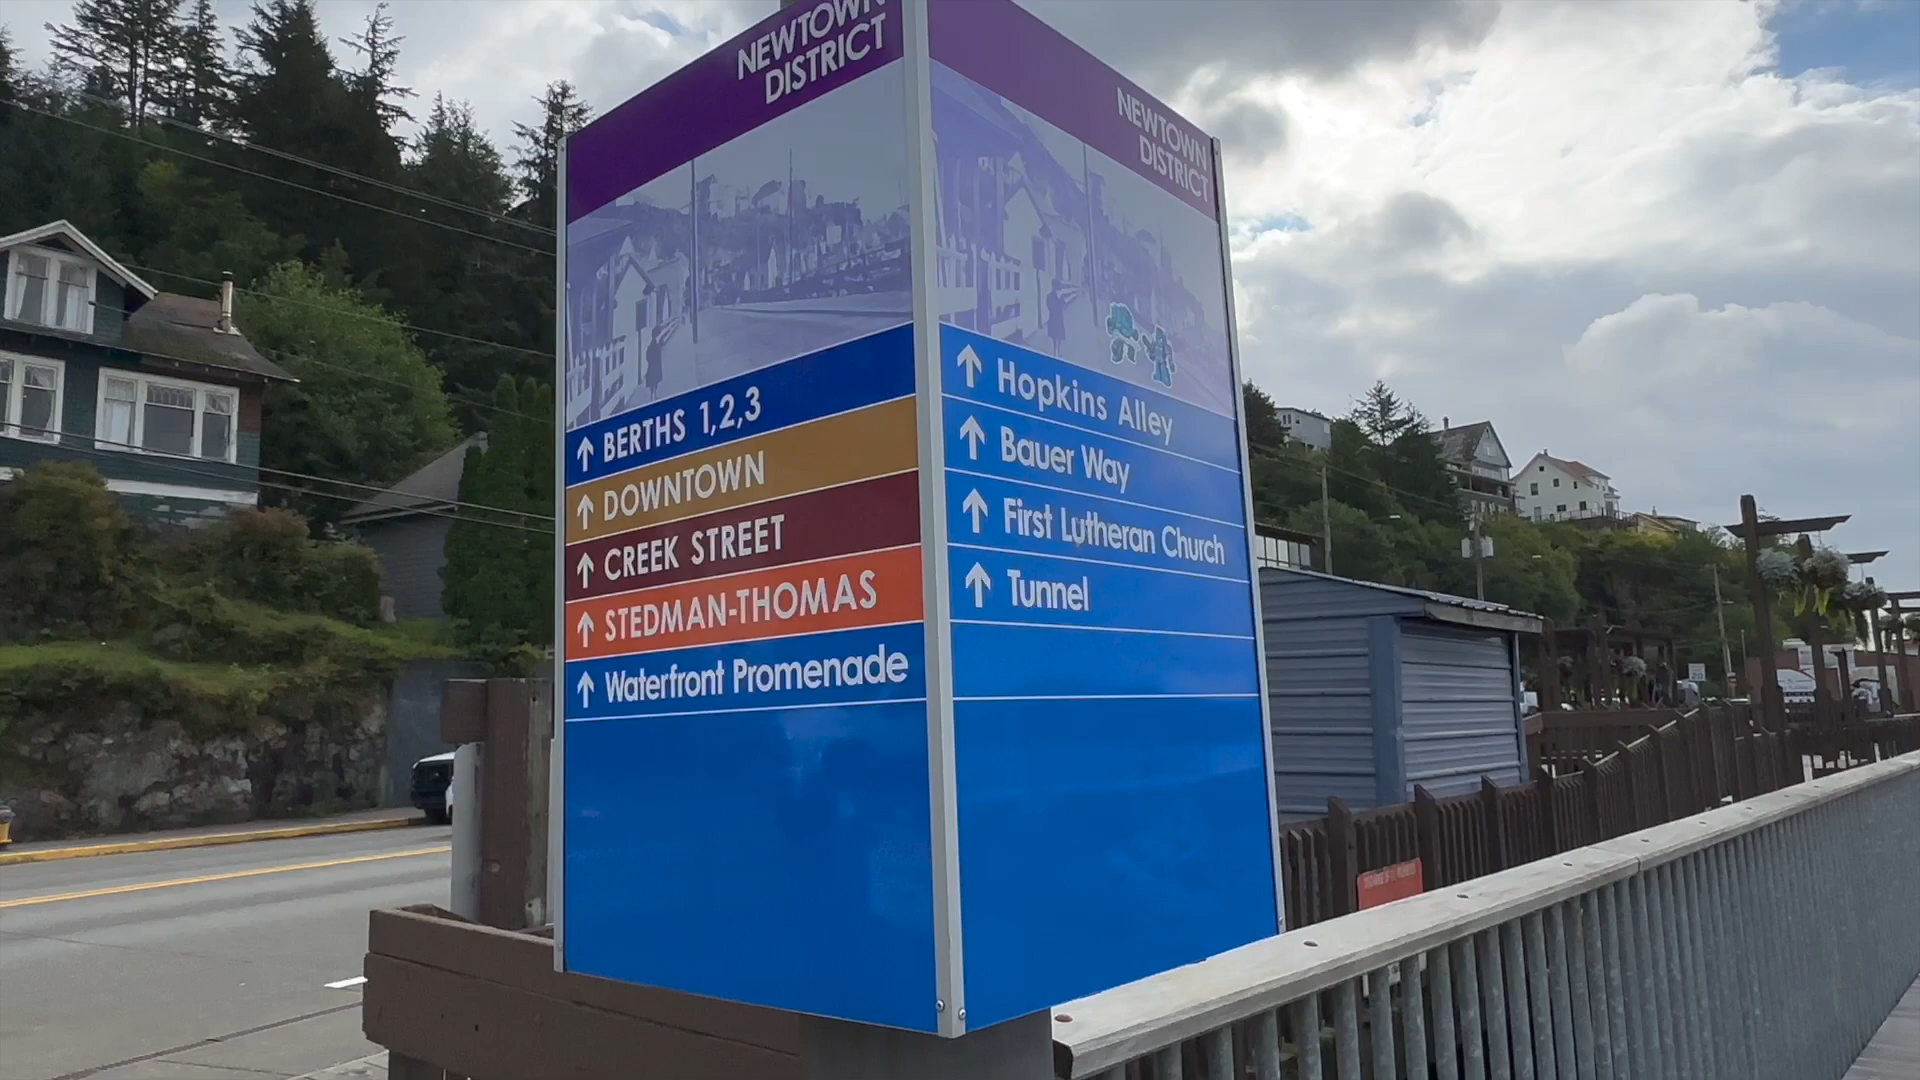 NEWTOWN
DISTRICT
↑ BERTHS 1,2,3
↑ DOWNTOWN
↑ CREEK STREET
↑ STEDMAN-THOMAS
↑ Waterfront Promenade
NEWTOWN
DISTRICT
↑ Hopkins Alley
↑ Bauer Way
↑ First Lutheran Church
↑ Tunnel
20